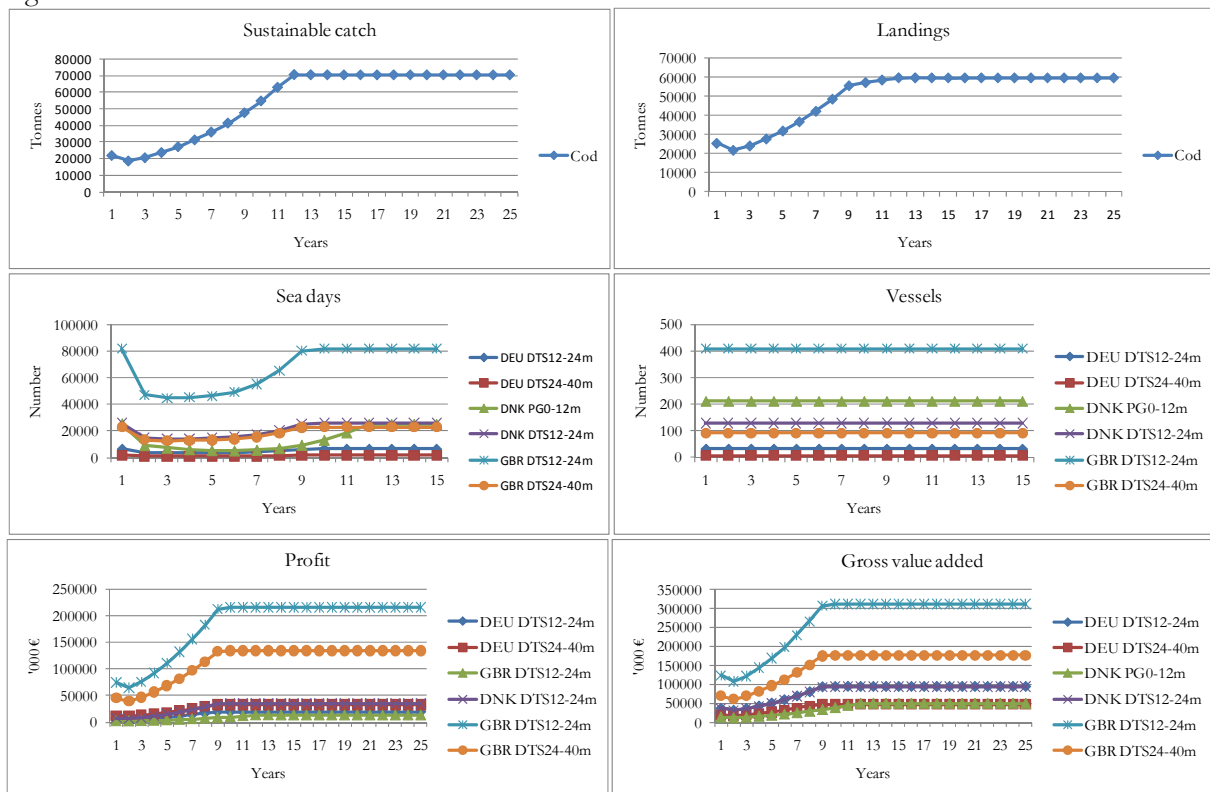 Sustainable catch
80000
70000
60000
50000
40000
30000
20000
10000
0
Tonnes
1 3 5 7 9 11 13 15 17 19 21 23 25
Years
Cod
Landings
70000
60000
50000
40000
30000
20000
10000
0
Tonnes
1 3 5 7 9 11 13 15 17 19 21 23 25
Years
Cod
Sea days
100000
80000
60000
40000
20000
0
Number
1 3 5 7 9 11 13 15
Years
DEU DTS12-24m
DEU DTS24-40m
DNK PG0-12m
DNK DTS12-24m
GBR DTS12-24m
GBR DTS24-40m
Vessels
500
400
300
200
100
0
Number
1 3 5 7 9 11 13 15
Years
DEU DTS12-24m
DEU DTS24-40m
DNK PG0-12m
DNK DTS12-24m
GBR DTS12-24m
GBR DTS24-40m
Profit
250000
200000
150000
100000
50000
0
'000 €
1 3 5 7 9 11 13 15 17 19 21 23 25
Years
DEU DTS12-24m
DEU DTS24-40m
GBR DTS12-24m
DNK DTS12-24m
GBR DTS12-24m
GBR DTS24-40m
Gross value added
350000
300000
250000
200000
150000
100000
50000
0
'000 €
1 3 5 7 9 11 13 15 17 19 21 23 25
Years
DEU DTS12-24m
DEU DTS24-40m
DNK PG0-12m
DNK DTS12-24m
GBR DTS12-24m
GBR DTS24-40m